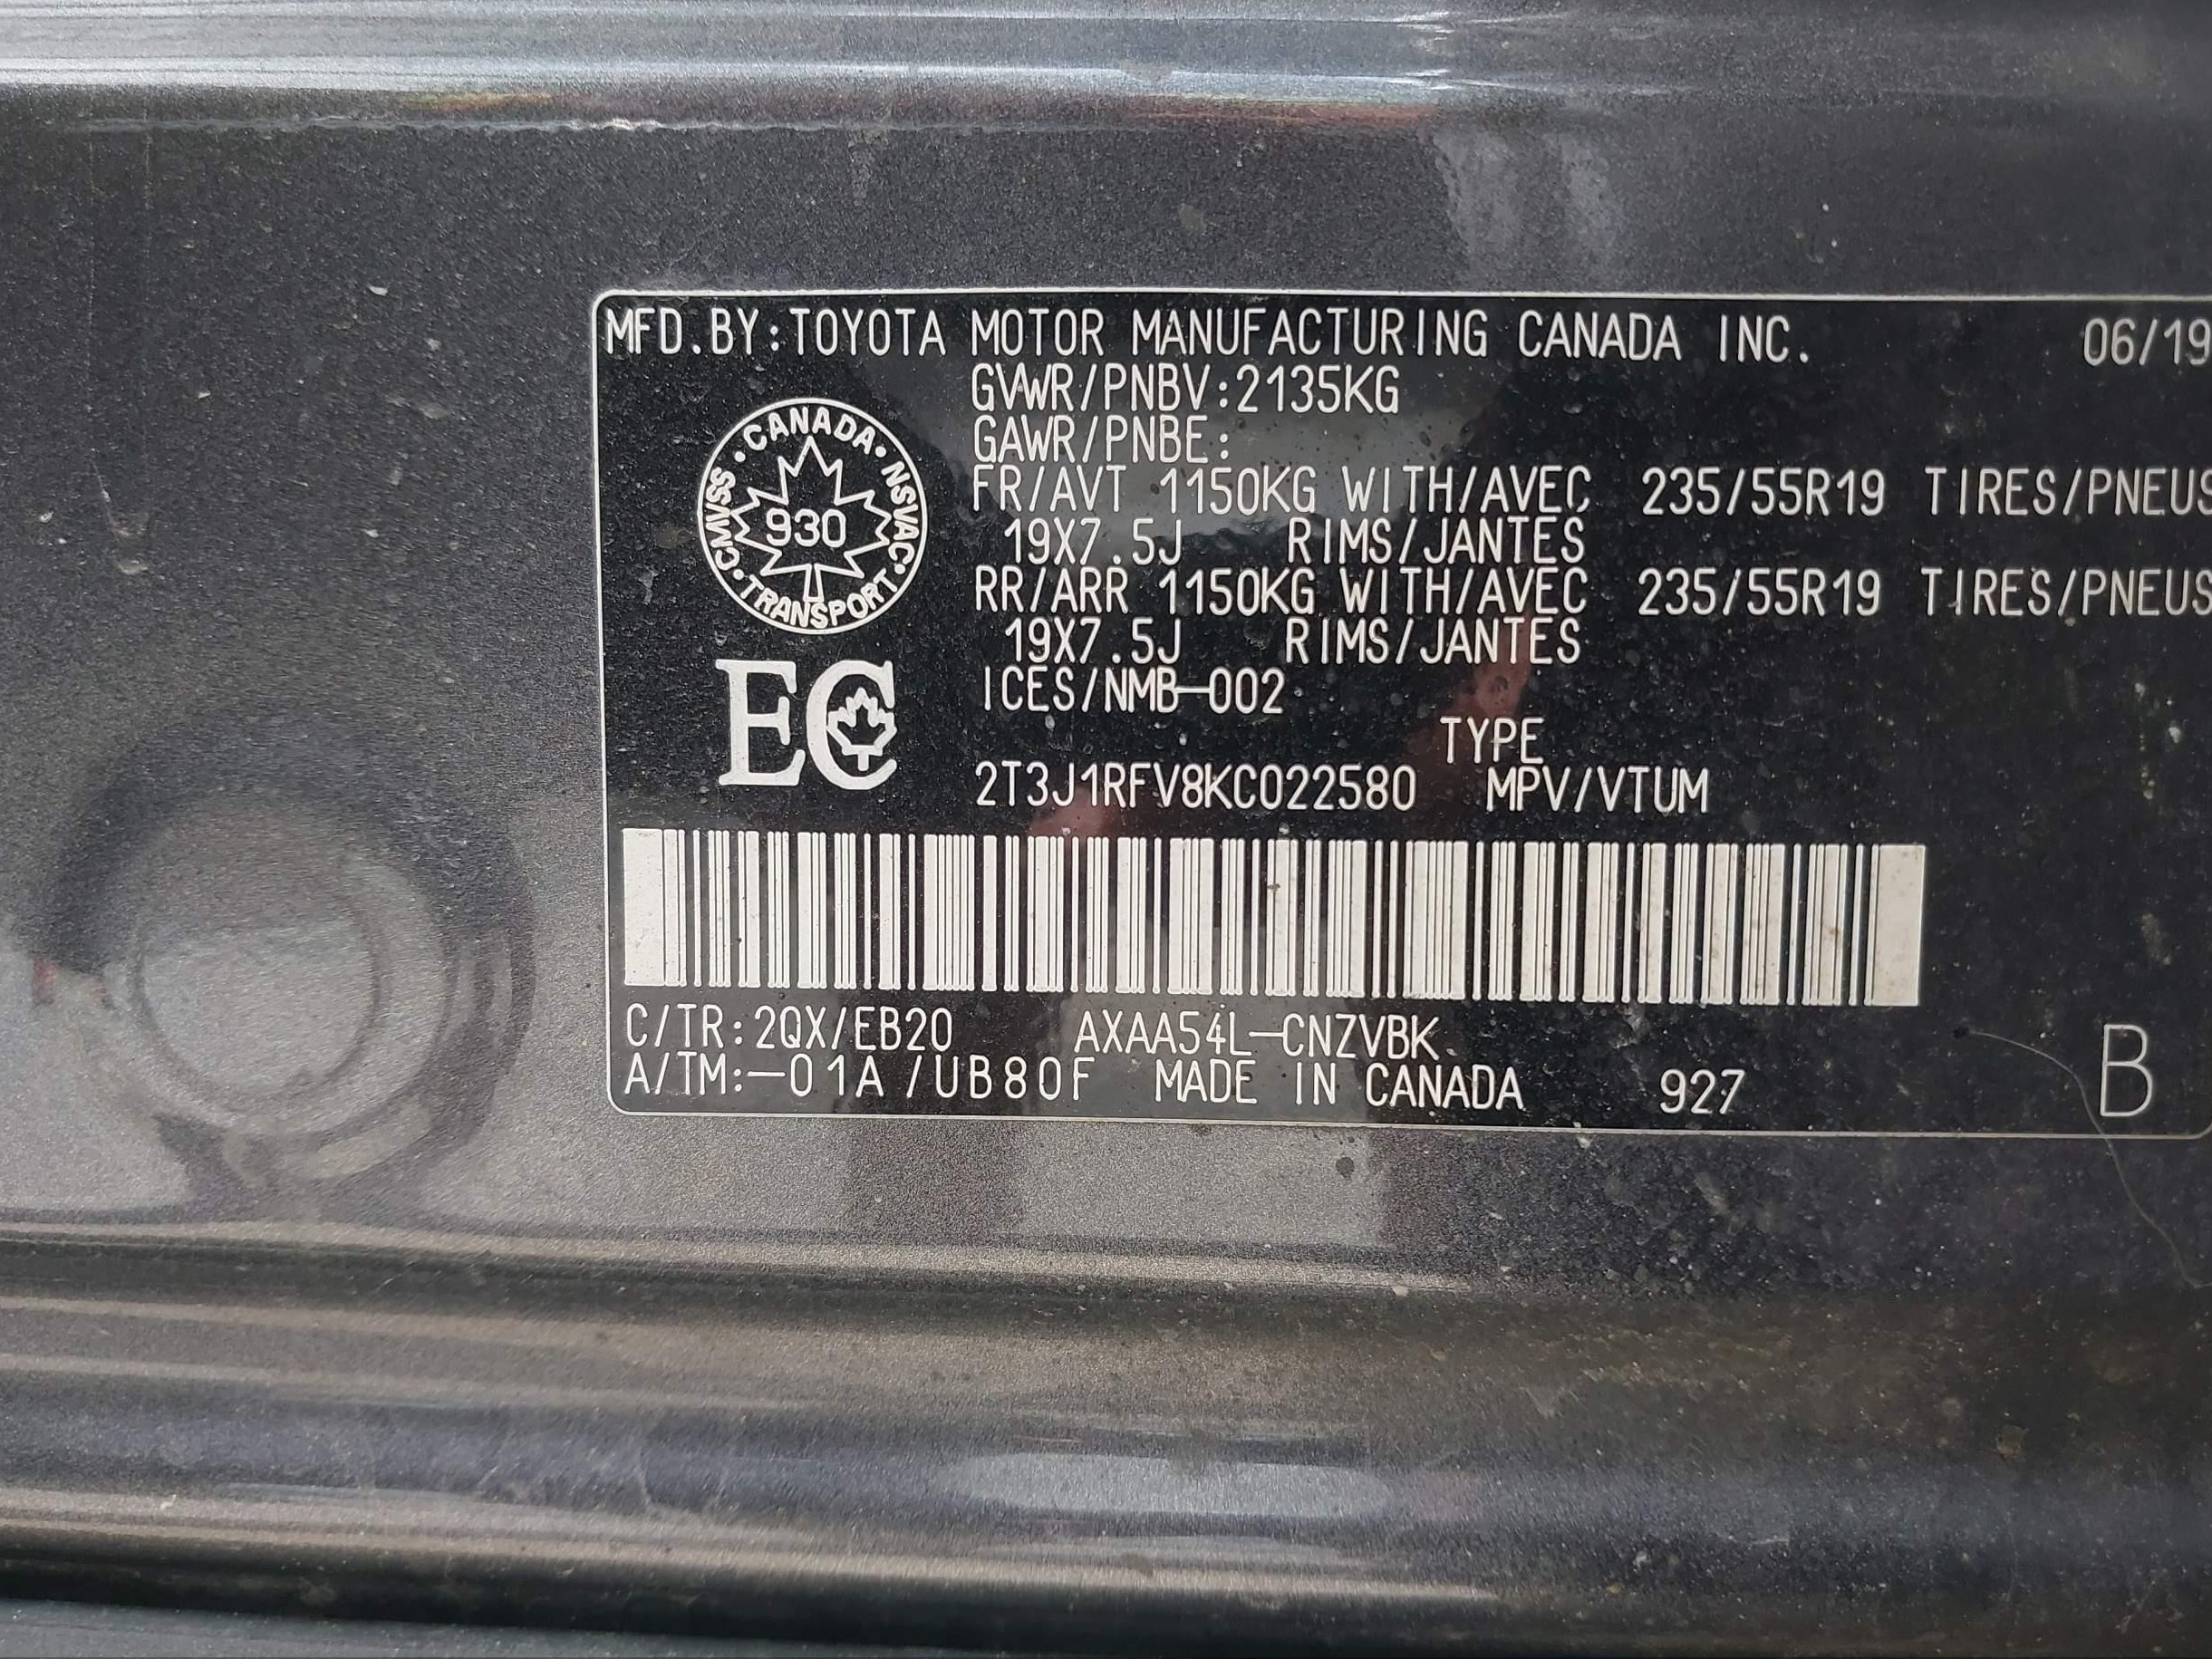 MFD.BY:TOYOTA MOTOR MANUFACTURING CANADA INC. 06/19
GVWR/PNBV:2135KG
GAWR/PNBE:
FR/AVT 1150KG WITH/AVEC 235/55R19 TIRES/PNEUS
19X7.5J RIMS/JANTES
RR/ARR 1150KG WITH/AVEC 235/55R19 TIRES/PNEUS
19X7.5J RIMS/JANTES
ICES/NMB-002
CANADA · NSVAC · TRANSPORT · CMVSS ·
930
EC
TYPE
2T3J1RFV8KC022580 MPV/VTUM
C/TR:2QX/EB20 AXAA54L-CNZVBK
A/TM:-01A /UB80F MADE IN CANADA 927 B